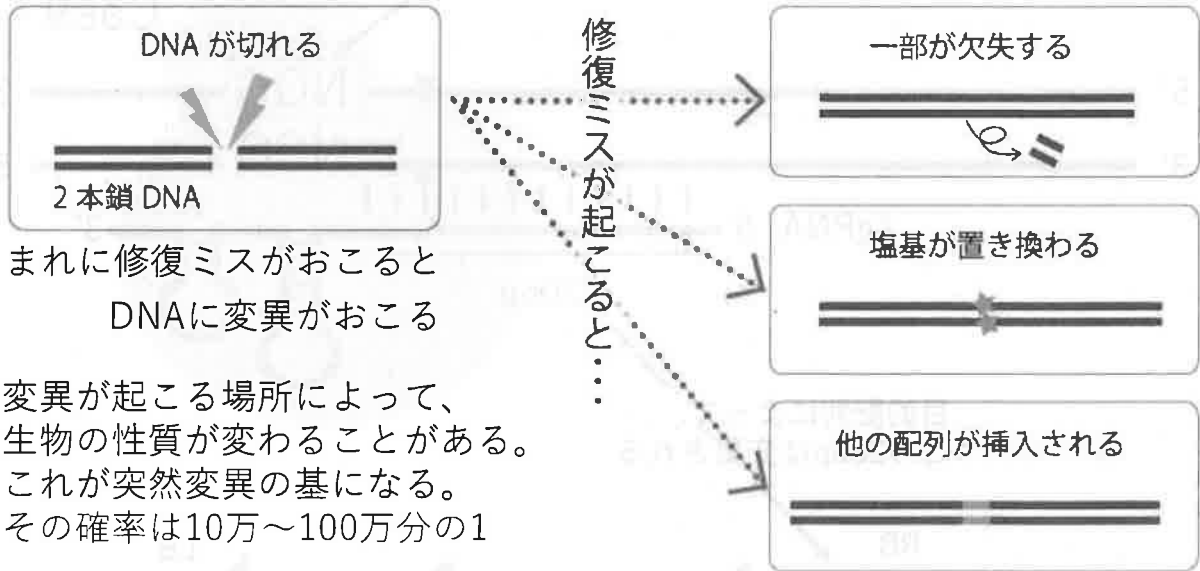 DNA が切れる
2 本鎖 DNA
まれに修復ミスがおこると
DNAに変異がおこる
変異が起こる場所によって、
生物の性質が変わることがある。
これが突然変異の基になる。
その確率は10万～100万分の1
修復ミスが起こると…
一部が欠失する
塩基が置き換わる
他の配列が挿入される